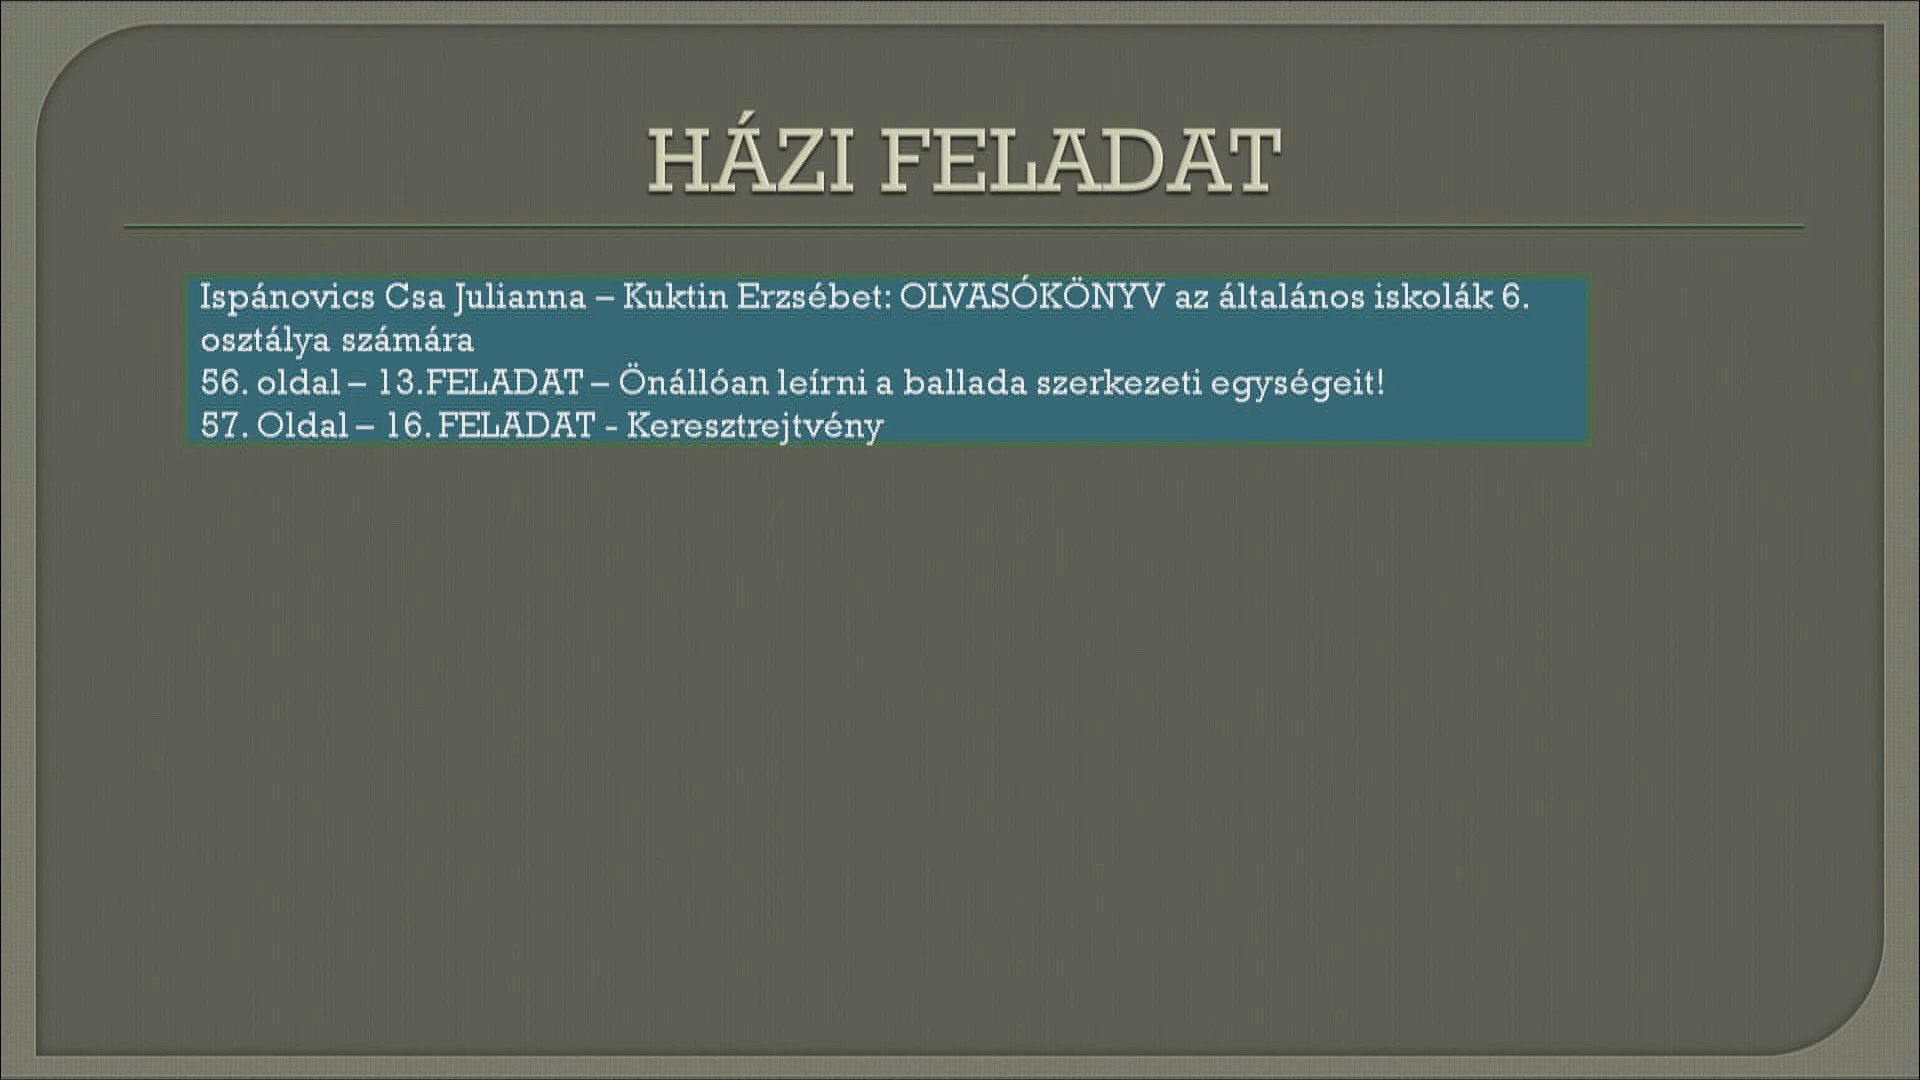 HÁZI FELADAT
Ispánovics Csa Julianna – Kuktin Erzsébet: OLVASÓKÖNYV az általános iskolák 6.
osztálya számára
56. oldal – 13.FELADAT – Önállóan leírni a ballada szerkezeti egységeit!
57. Oldal – 16. FELADAT - Keresztrejtvény